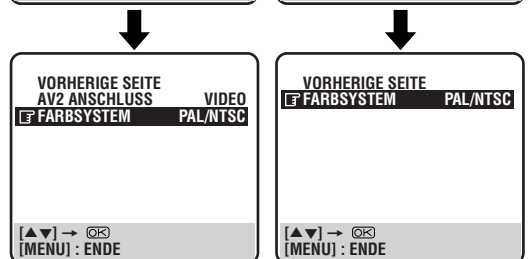 VORHERIGE SEITE
AV2 ANSCHLUSS VIDEO
FARBSYSTEM PAL/NTSC
[▲▼] → OK
[MENU] : ENDE
VORHERIGE SEITE
FARBSYSTEM PAL/NTSC
[▲▼] → OK
[MENU] : ENDE